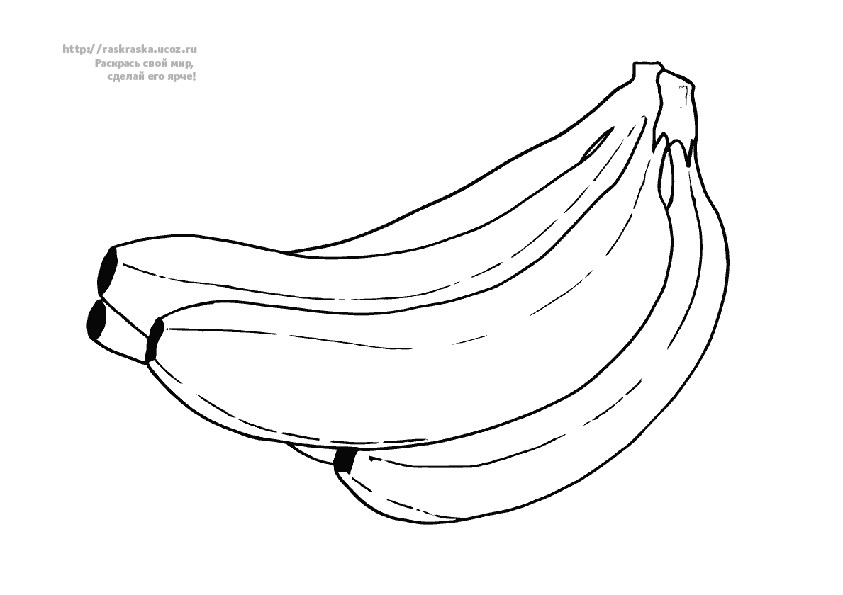 http://raskraska.ucoz.ru
Раскрась свой мир,
сделай его ярче!